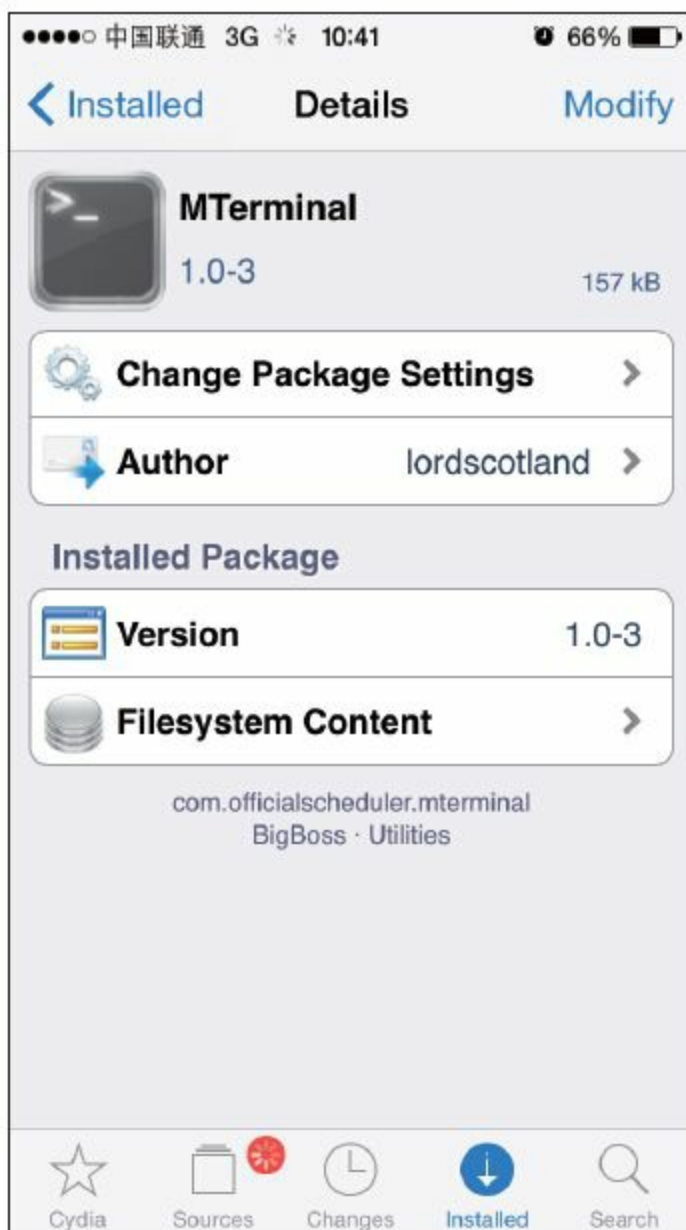 中国联通 3G 10:41 66%
Installed Details Modify
>_
MTerminal
1.0-3 157 kB
Change Package Settings
Author lordscotland
Installed Package
Version 1.0-3
Filesystem Content
com.officialscheduler.mterminal
BigBoss · Utilities
Cydia Sources Changes Installed Search